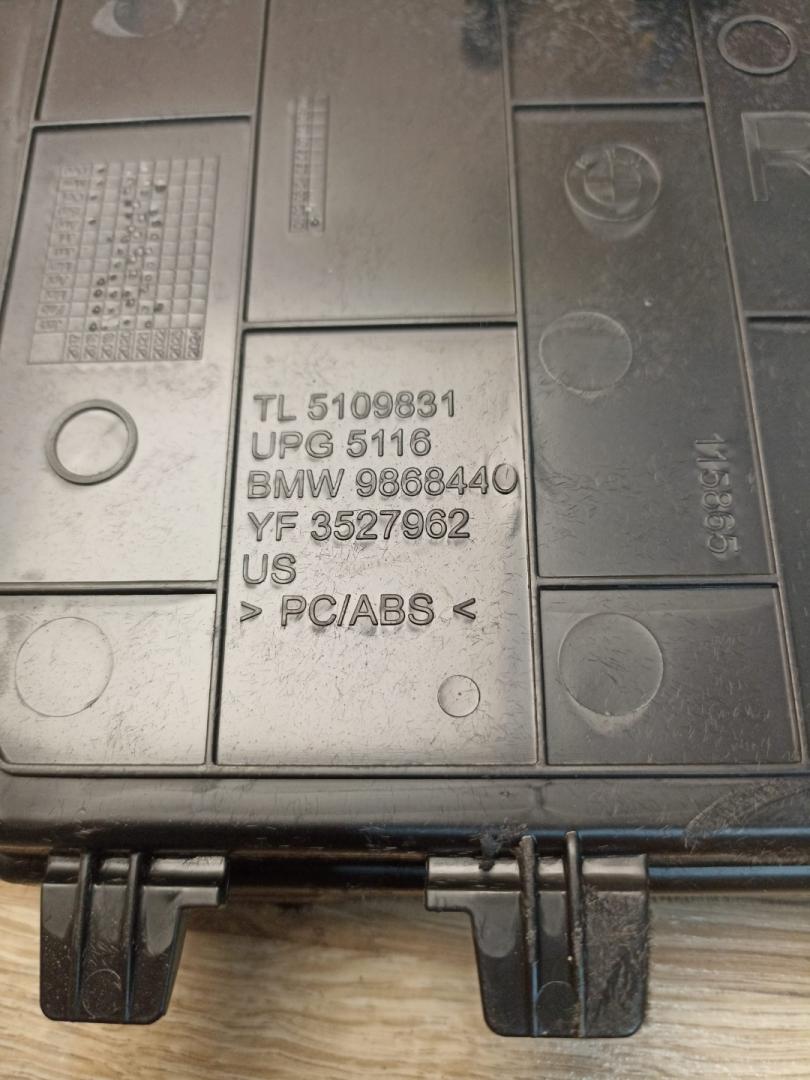 TL 5109831
UPG 5116
BMW 9868440
YF 3527962
US
> PC/ABS <
115865
R